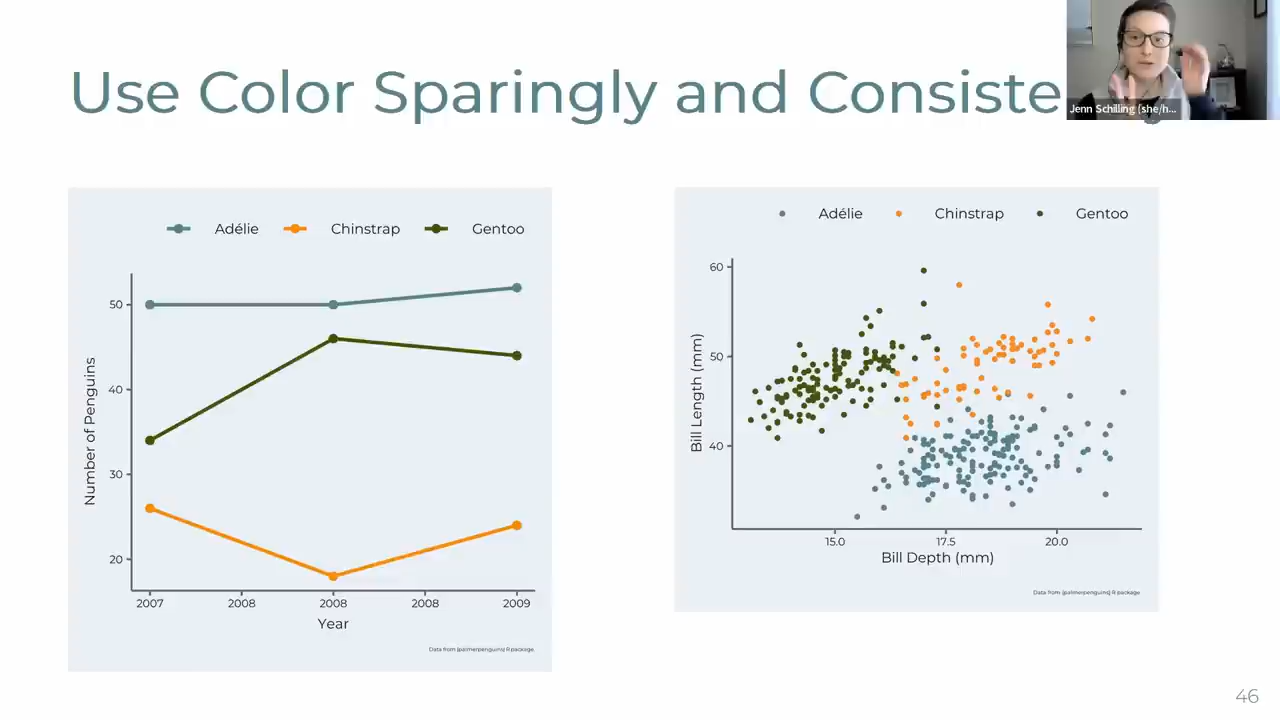 Use Color Sparingly and Consiste
Jenn Schilling (she/h...
Adélie Chinstrap Gentoo
50
40
30
20
Number of Penguins
2007 2008 2008 2008 2009
Year
Data from {palmerpenguins} R package.
Adélie Chinstrap Gentoo
60
50
40
Bill Length (mm)
15.0 17.5 20.0
Bill Depth (mm)
Data from {palmerpenguins} R package.
46